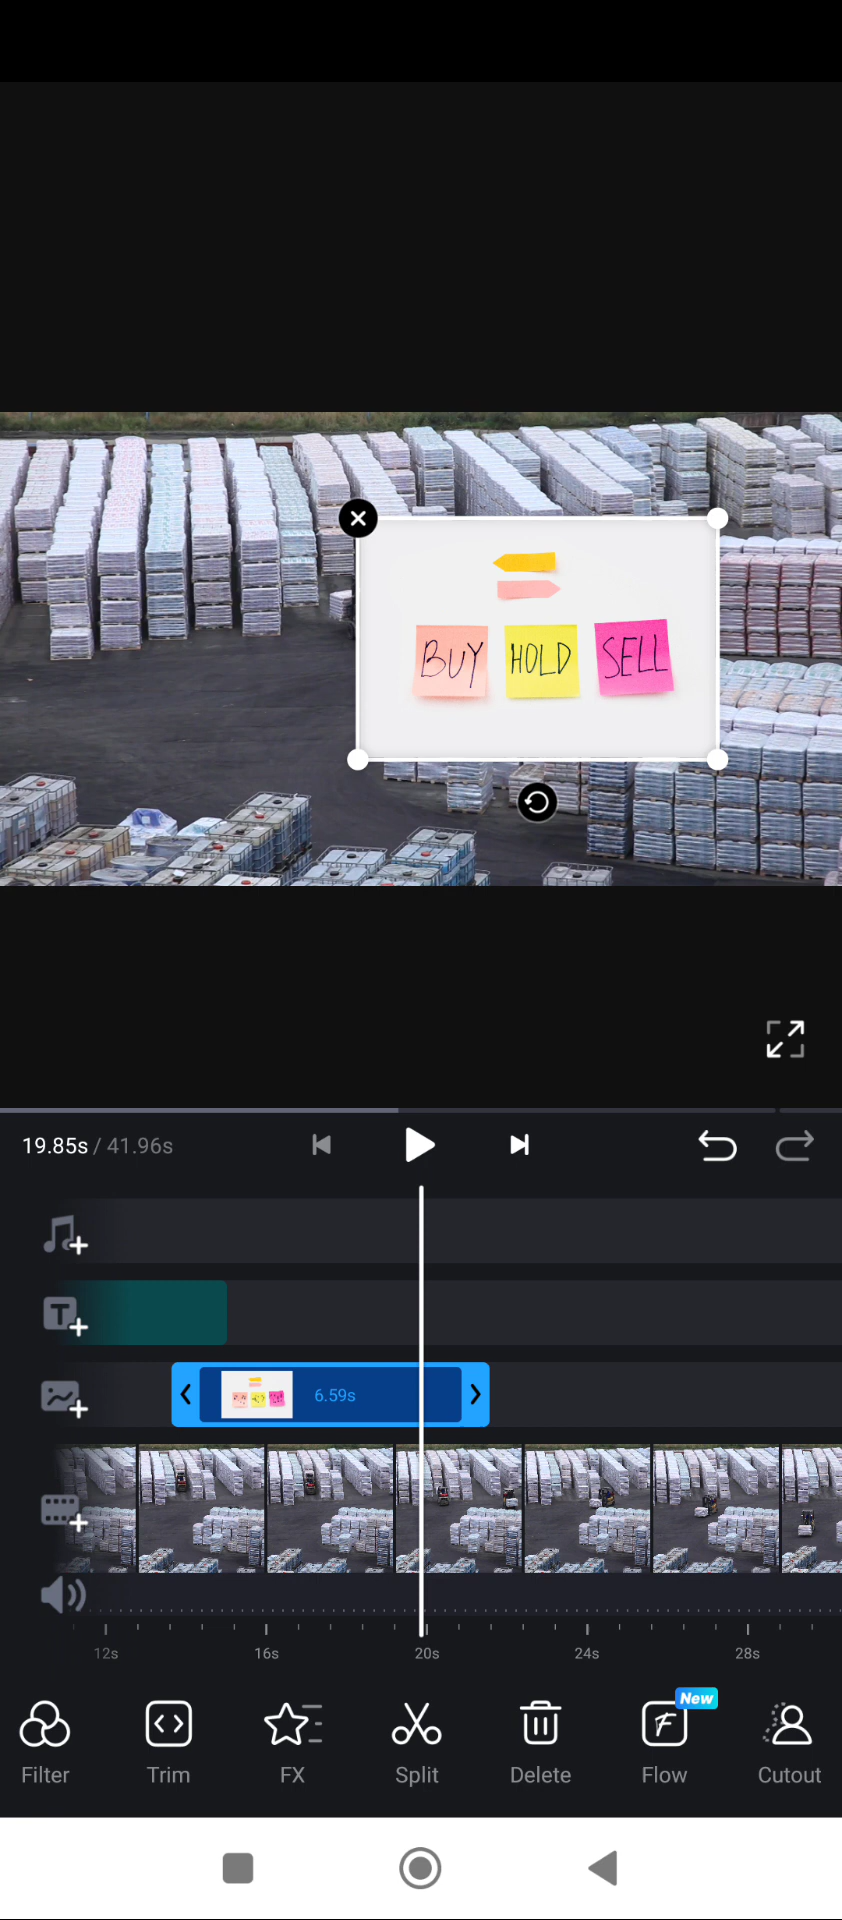 BUY HOLD SELL
19.85s / 41.96s
T
6.59s
12s 16s 20s 24s 28s
New
Filter Trim FX Split Delete Flow Cutout